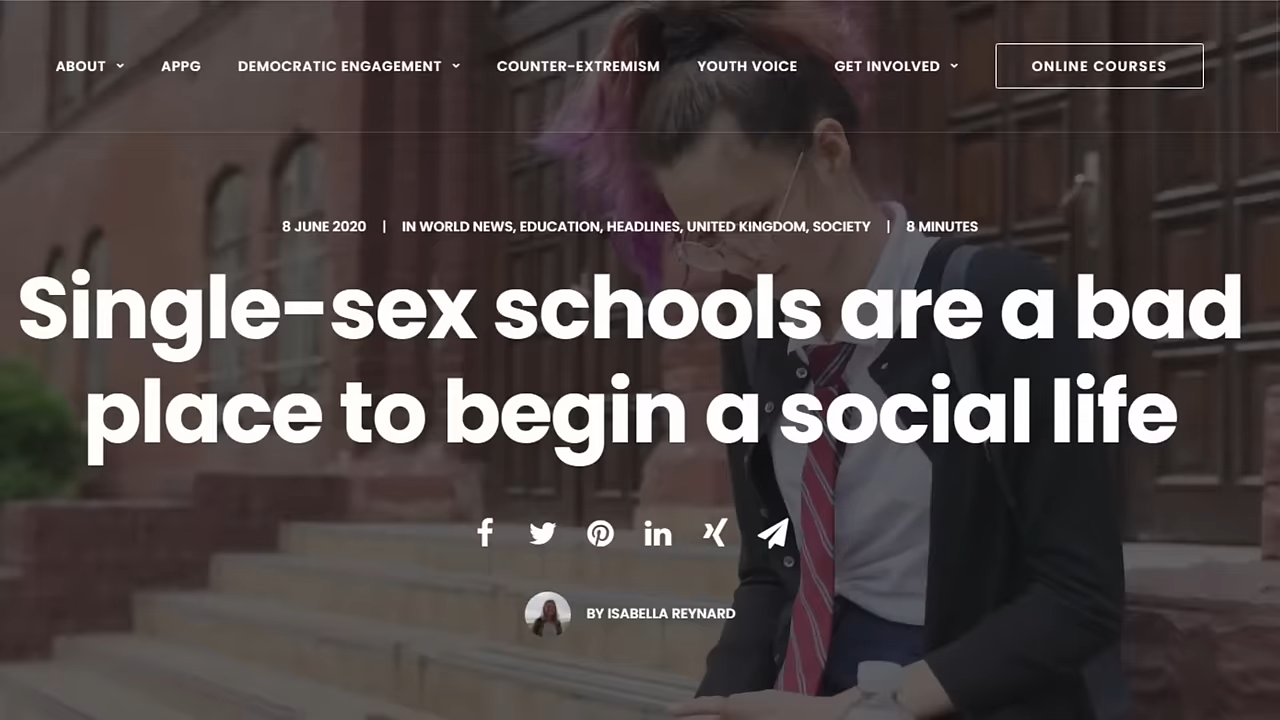 ABOUT APPG DEMOCRATIC ENGAGEMENT COUNTER-EXTREMISM YOUTH VOICE GET INVOLVED ONLINE COURSES
8 JUNE 2020 | IN WORLD NEWS, EDUCATION, HEADLINES, UNITED KINGDOM, SOCIETY | 8 MINUTES
Single-sex schools are a bad
place to begin a social life
BY ISABELLA REYNARD